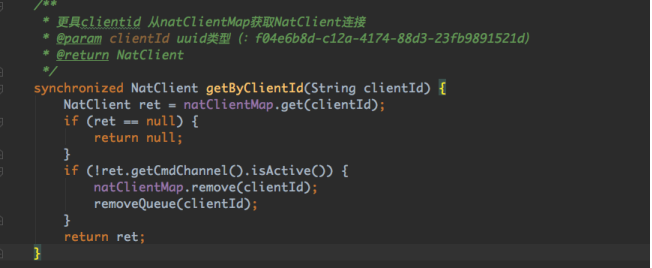 /**
 * 更具clientid 从natClientMap获取NatClient连接
 * @param clientId uuid类型（: f04e6b8d-c12a-4174-88d3-23fb9891521d）
 * @return NatClient
 */
synchronized NatClient getByClientId(String clientId) {
    NatClient ret = natClientMap.get(clientId);
    if (ret == null) {
        return null;
    }
    if (!ret.getCmdChannel().isActive()) {
        natClientMap.remove(clientId);
        removeQueue(clientId);
    }
    return ret;
}